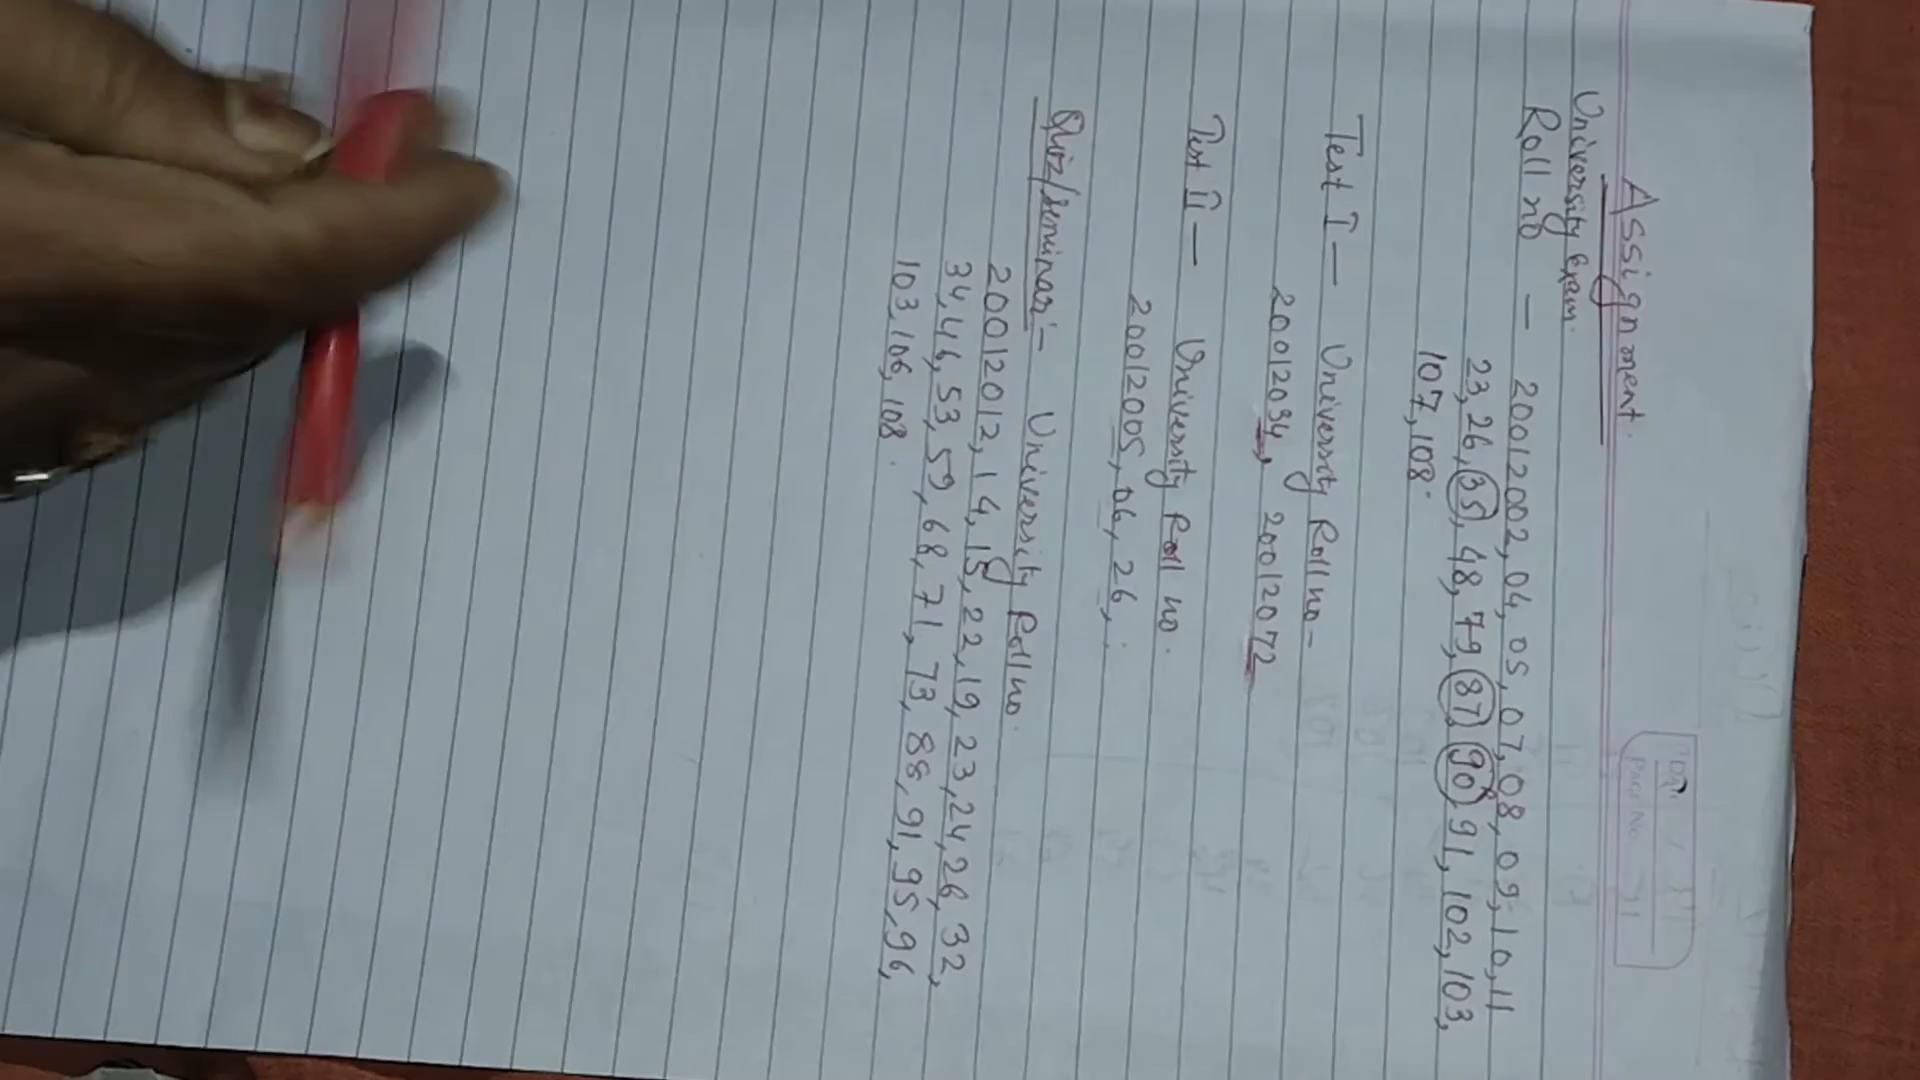 Assignment.
University Exam.
Roll no — 20012002, 04, 05, 07, 08, 09, 10, 11
23, 26, 35, 48, 79, 87, 90, 91, 102, 103,
107, 108.
Test I — University Roll no -
20012034, 20012072
Test II — University Roll no.
20012005, 06, 26,
Quiz/seminar:- University Roll no.
20012012, 14, 15, 22, 19, 23, 24, 26, 32,
34, 46, 53, 59, 68, 71, 73, 88, 91, 95, 96,
103, 106, 108.